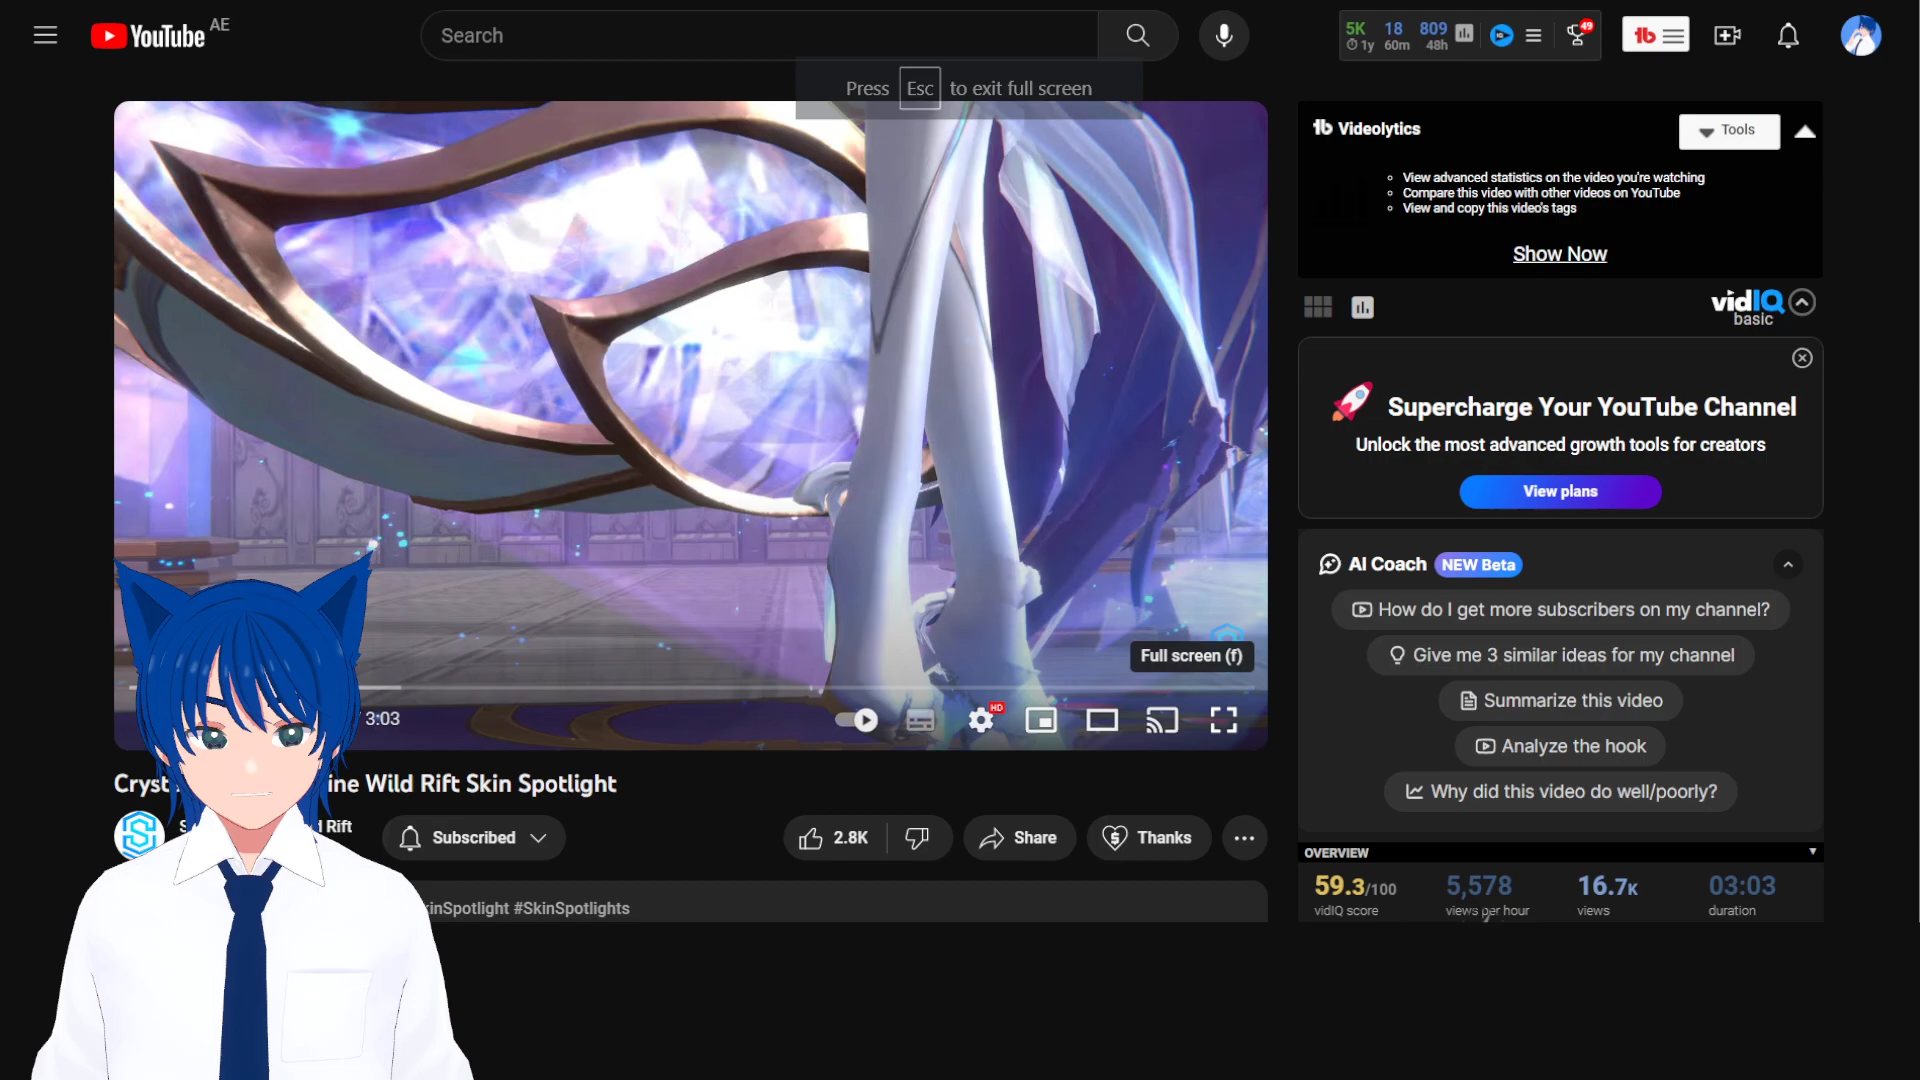 YouTube AE
Search
5K 18 809
1y 60m 48h
49
Press Esc to exit full screen
Videolytics
Tools
View advanced statistics on the video you're watching
Compare this video with other videos on YouTube
View and copy this video's tags
Show Now
vidIQ
basic
Supercharge Your YouTube Channel
Unlock the most advanced growth tools for creators
View plans
AI Coach NEW Beta
How do I get more subscribers on my channel?
Give me 3 similar ideas for my channel
Summarize this video
Analyze the hook
Why did this video do well/poorly?
OVERVIEW
59.3/100 5,578 16.7K 03:03
vidIQ score views per hour views duration
Full screen (f)
3:03
HD
Cryst ine Wild Rift Skin Spotlight
S d Rift
Subscribed
2.8K
Share
Thanks
kinSpotlight #SkinSpotlights